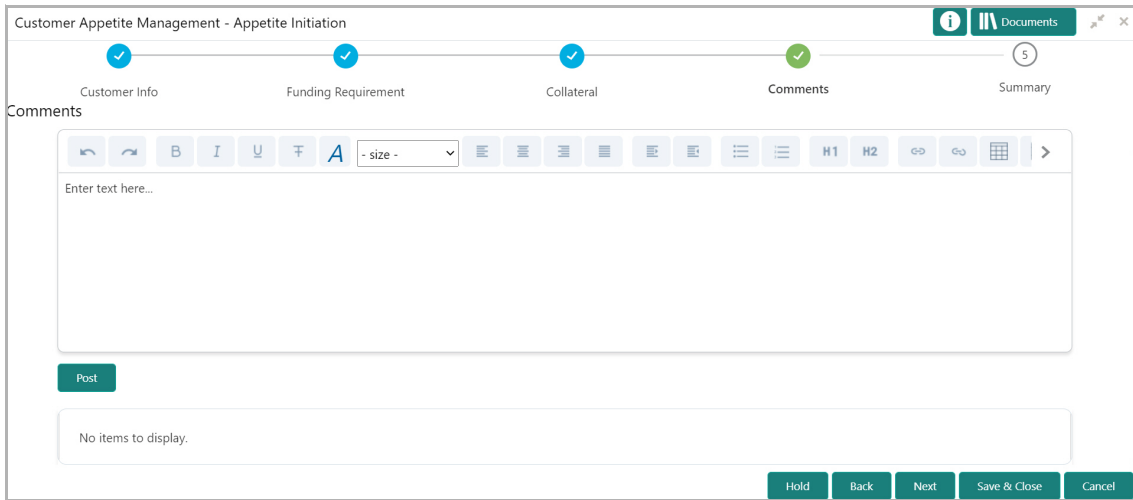 Customer Appetite Management - Appetite Initiation
i Documents
5
Customer Info Funding Requirement Collateral Comments Summary
Comments
B I U T A - size - H1 H2
Enter text here...
Post
No items to display.
Hold Back Next Save & Close Cancel